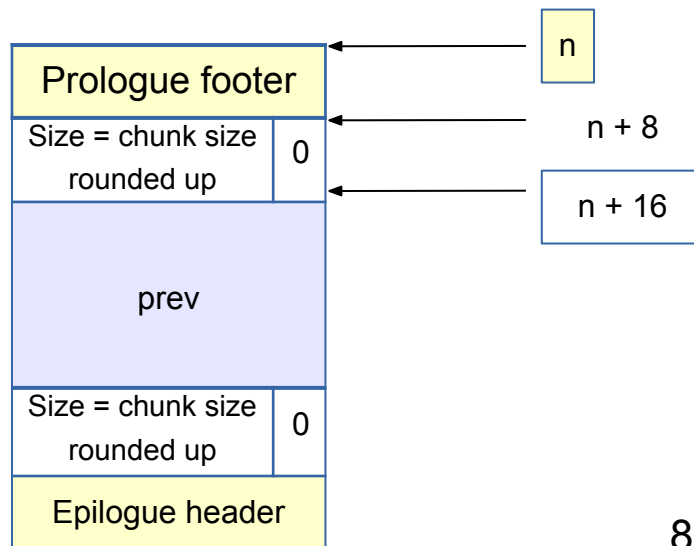 n
Prologue footer
Size = chunk size
rounded up
0
n + 8
n + 16
prev
Size = chunk size
rounded up
0
Epilogue header
8